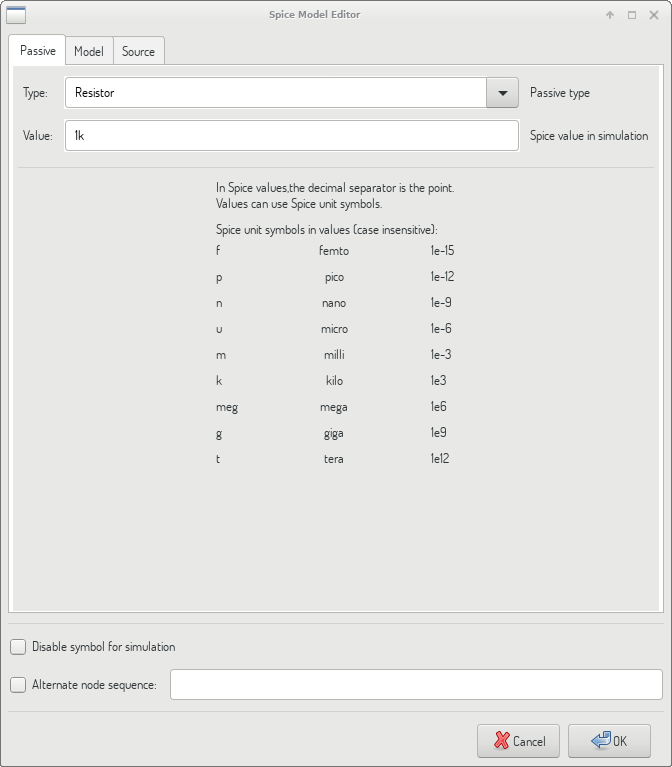 Spice Model Editor
Passive Model Source
Type: Resistor Passive type
Value: 1k Spice value in simulation
In Spice values,the decimal separator is the point.
Values can use Spice unit symbols.
Spice unit symbols in values (case insensitive):
f femto 1e-15
p pico 1e-12
n nano 1e-9
u micro 1e-6
m milli 1e-3
k kilo 1e3
meg mega 1e6
g giga 1e9
t tera 1e12
Disable symbol for simulation
Alternate node sequence:
Cancel OK